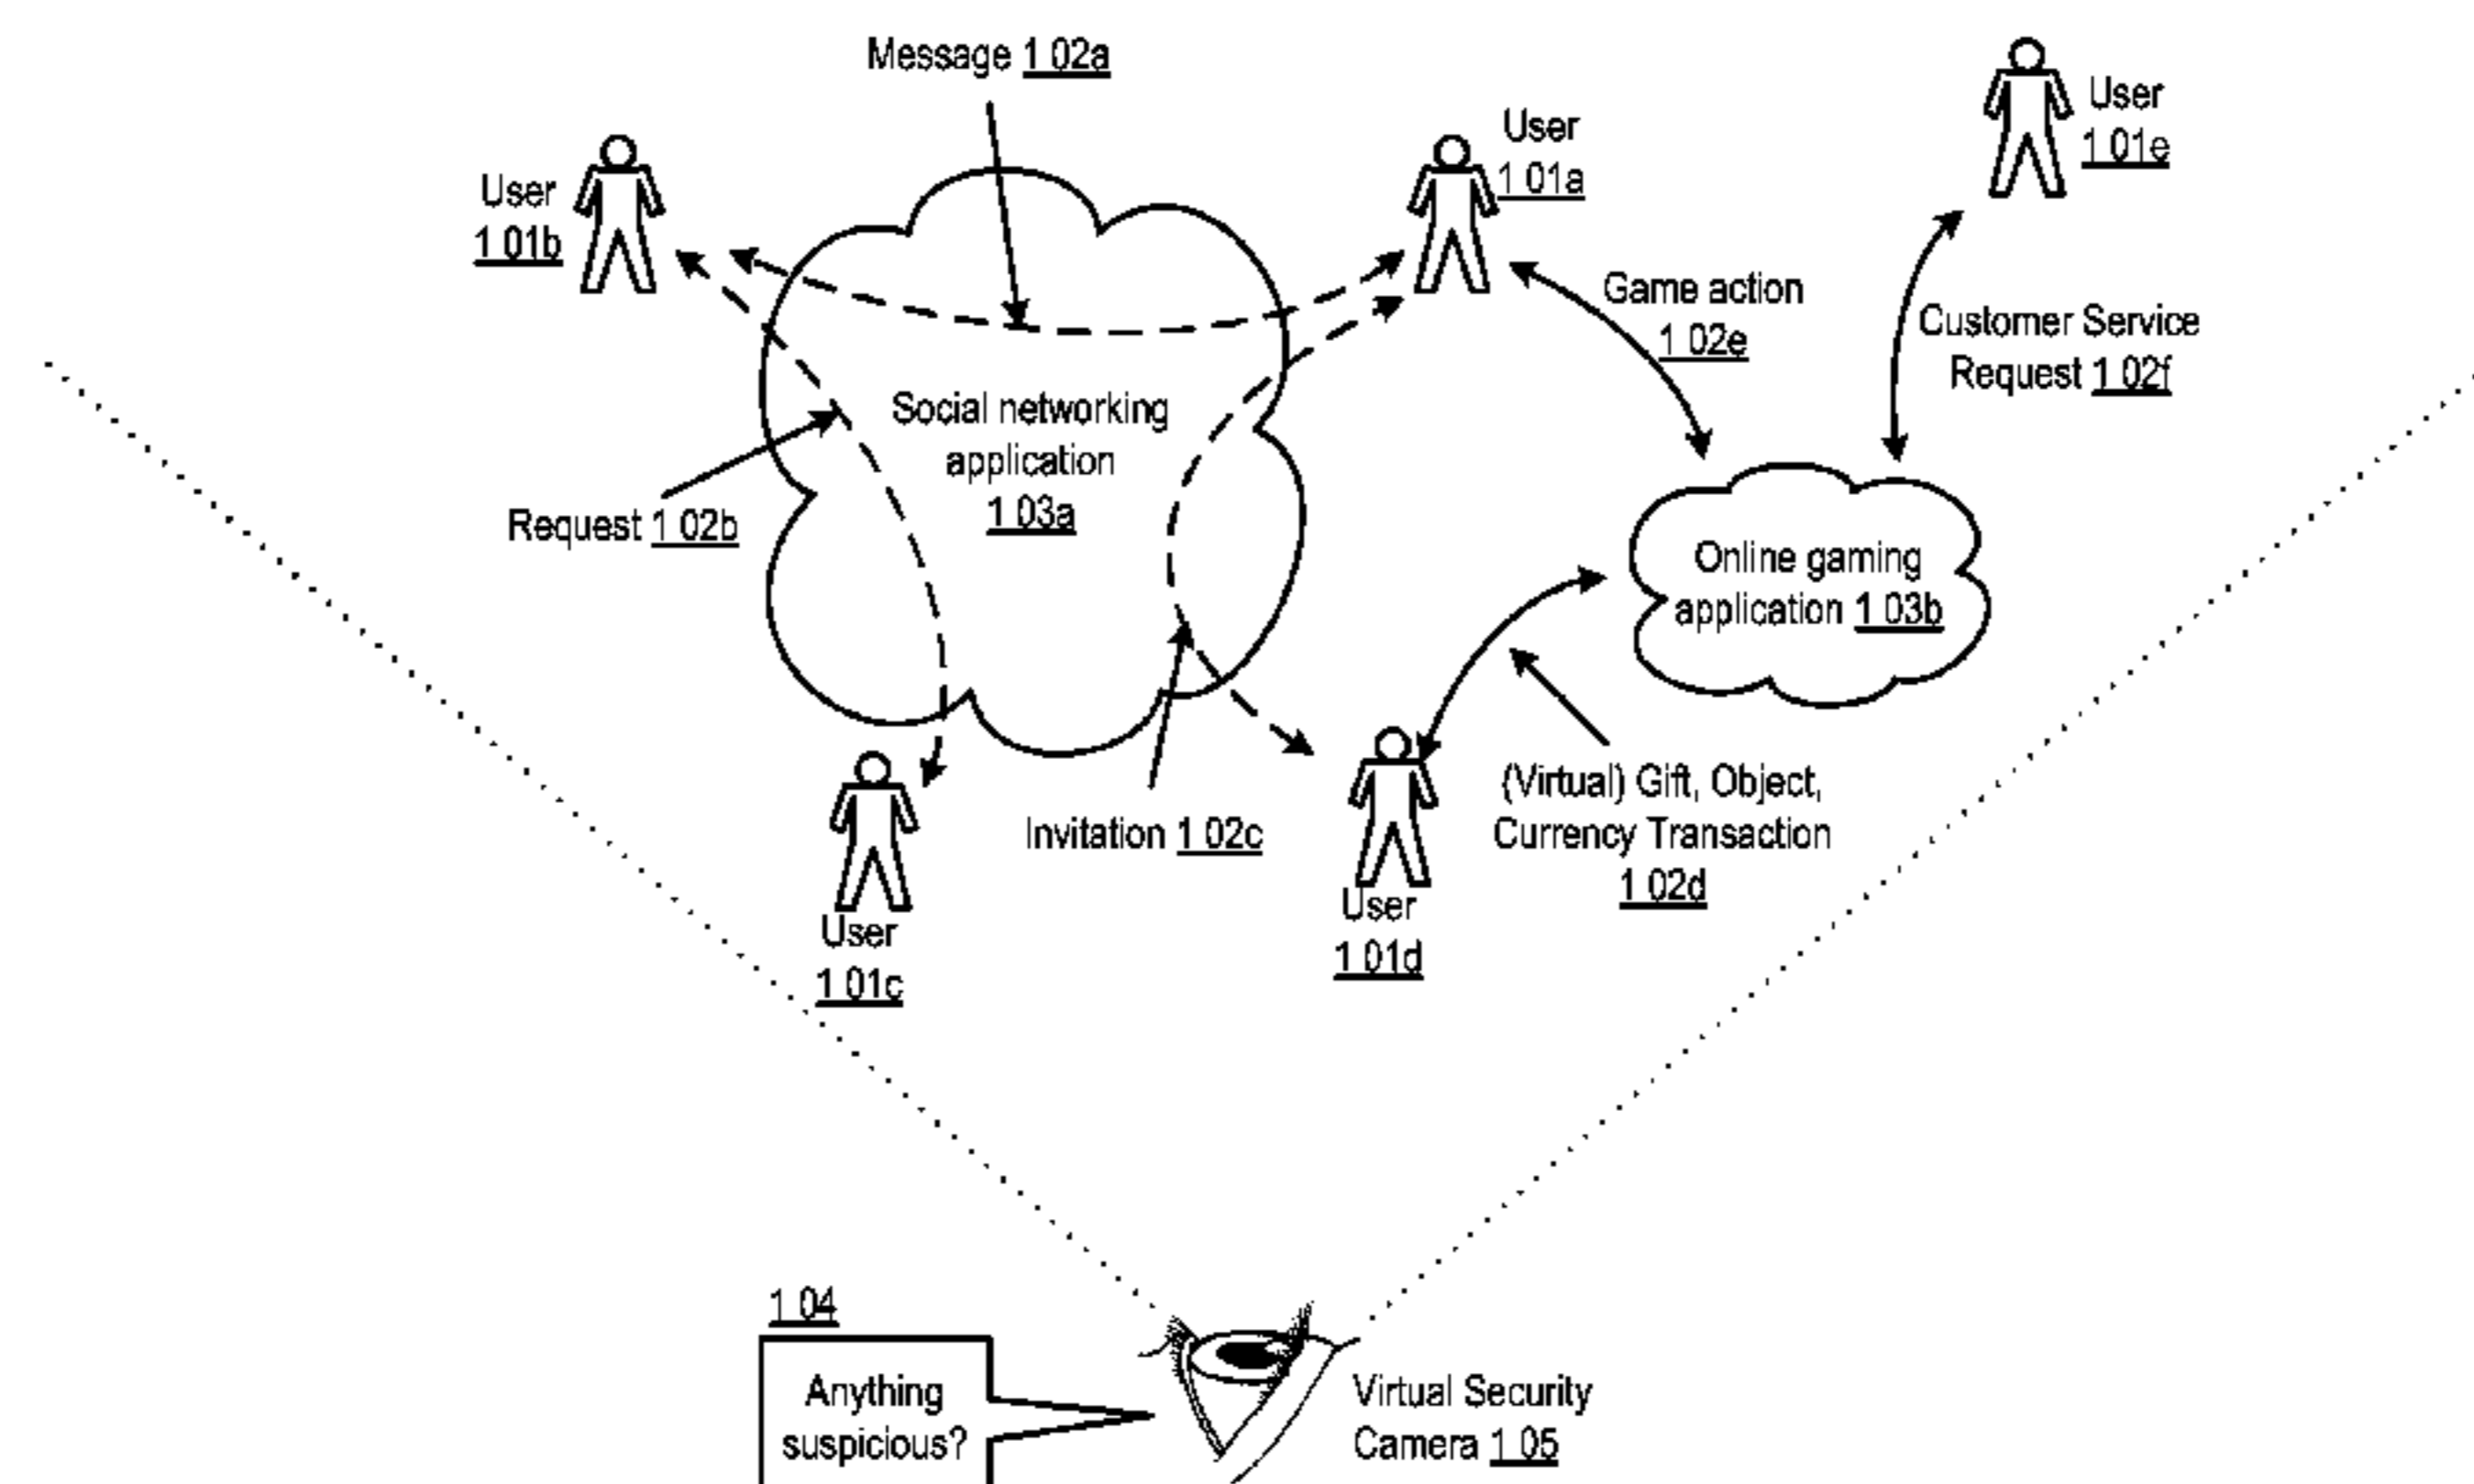 Message 102a
User
101e
User
101a
User
101b
Game action
102e
Customer Service
Request 102f
Social networking
application
103a
Request 102b
Online gaming
application 103b
(Virtual) Gift, Object,
Currency Transaction
102d
Invitation 102c
User
101d
User
101c
104
Anything
suspicious?
Virtual Security
Camera 105